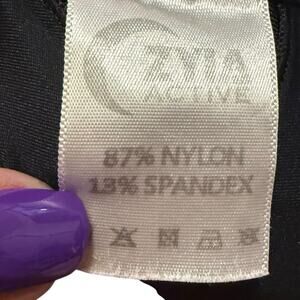 ZYIA
ACTIVE
87% NYLON
13% SPANDEX